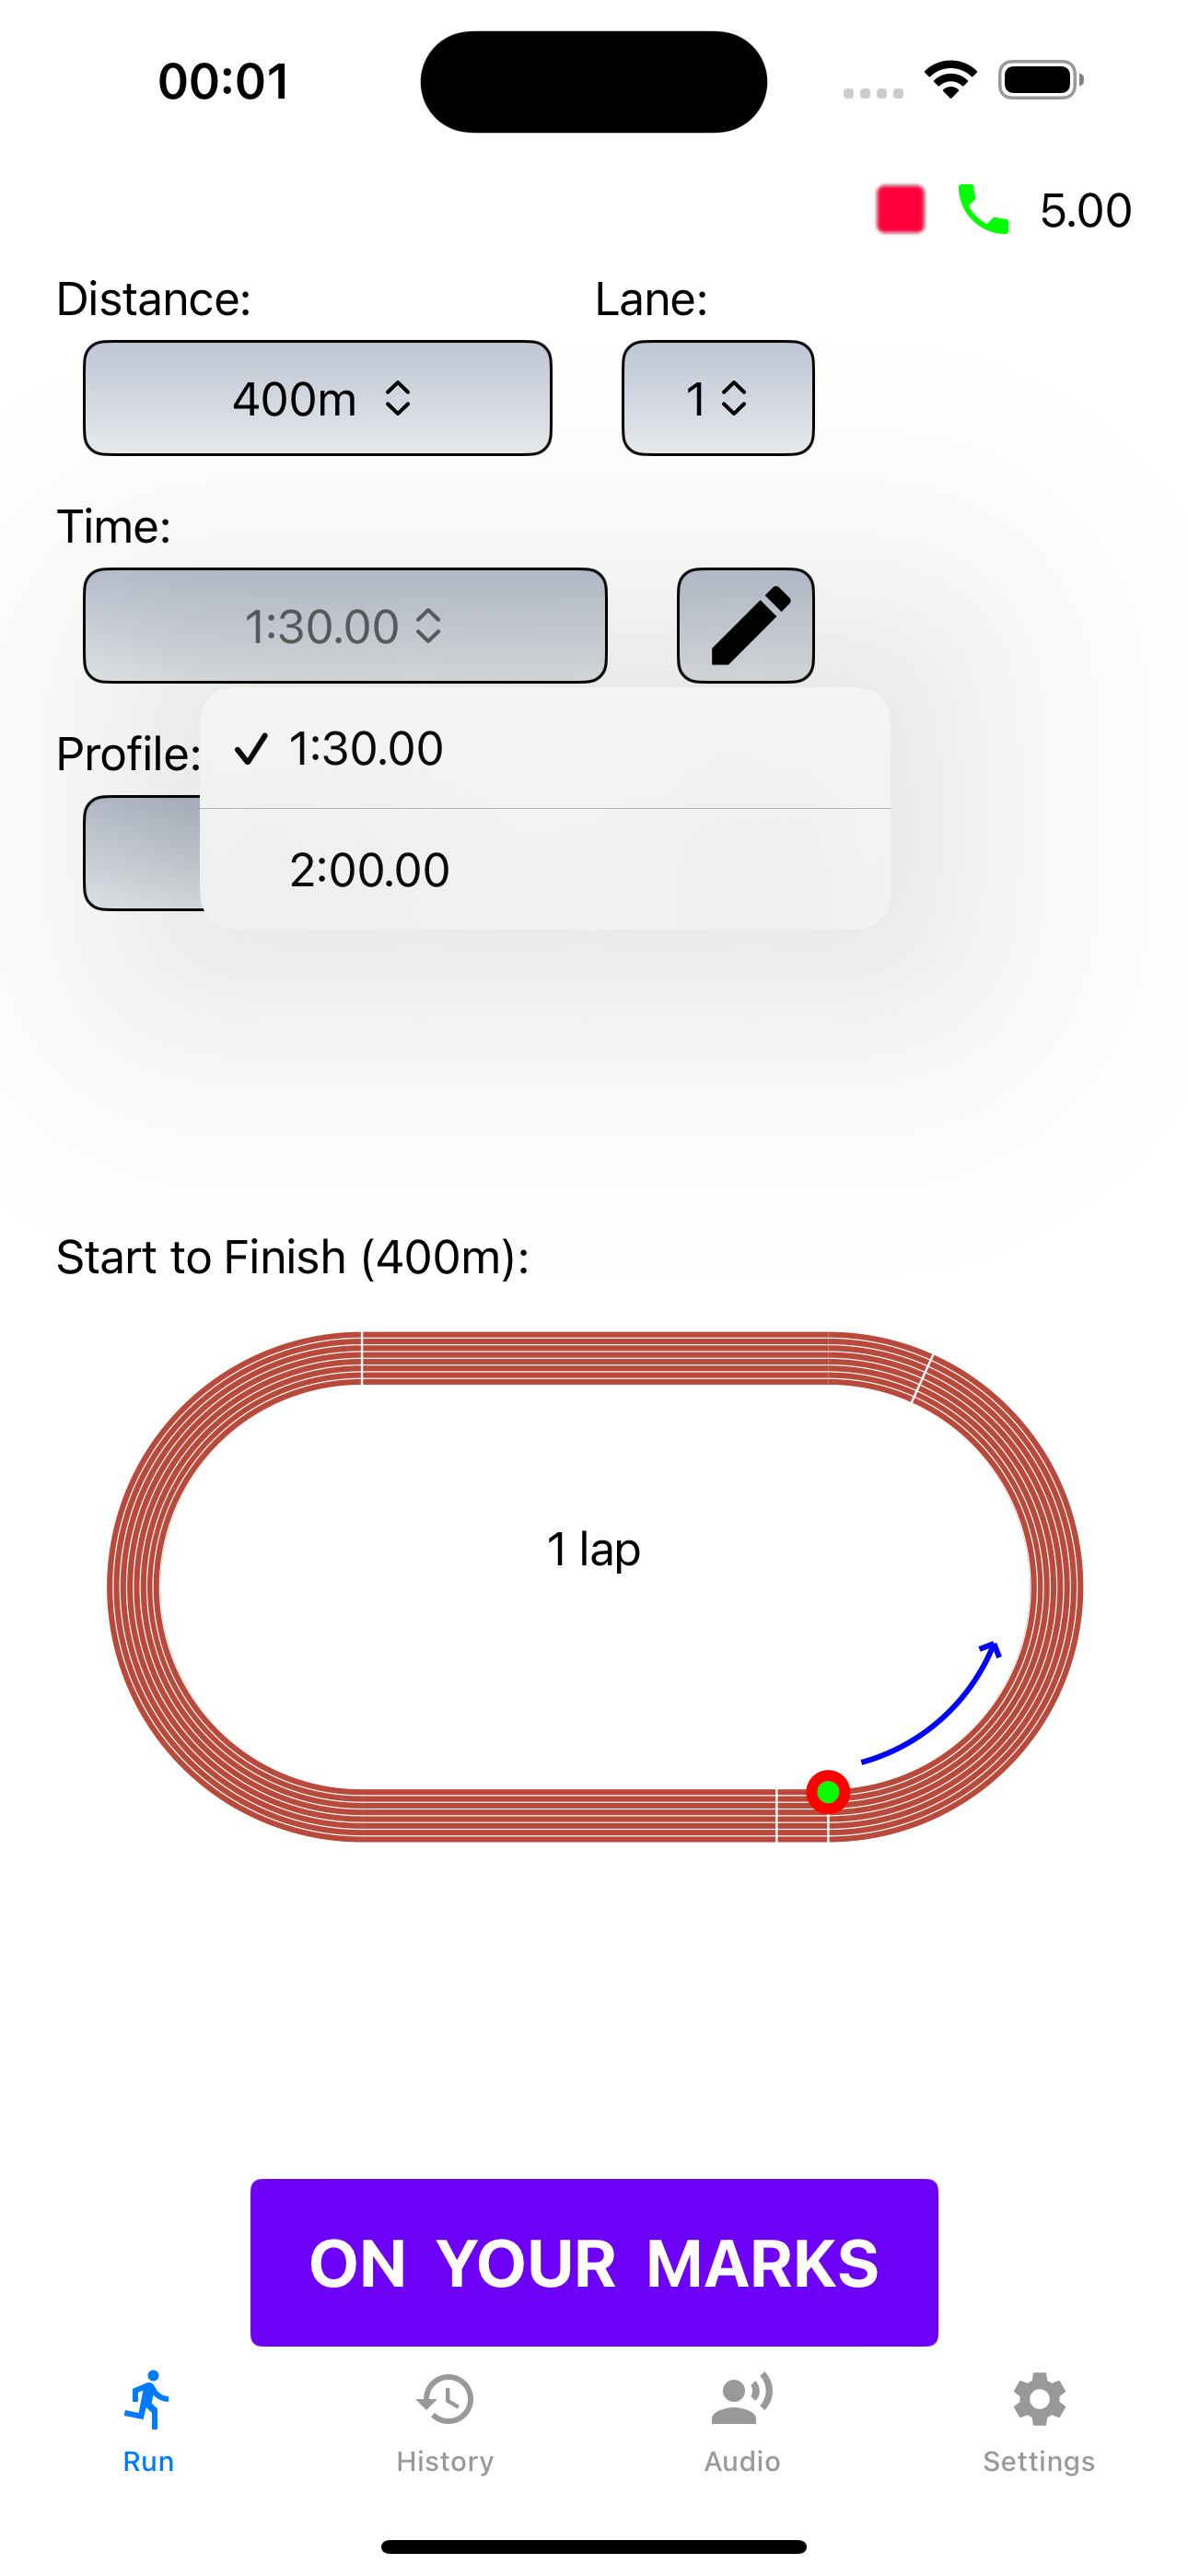 00:01
5.00
Distance:
Lane:
400m
1
Time:
1:30.00
Profile:
1:30.00
2:00.00
Start to Finish (400m):
1 lap
ON YOUR MARKS
Run
History
Audio
Settings